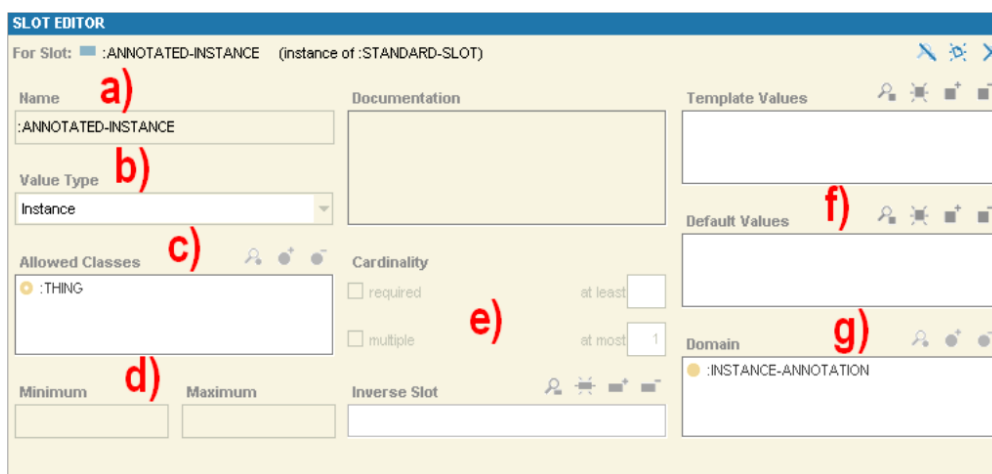 SLOT EDITOR
For Slot: :ANNOTATED-INSTANCE (instance of :STANDARD-SLOT)
a)
Name
Documentation
Template Values
:ANNOTATED-INSTANCE
b)
Value Type
Instance
f)
Default Values
c)
Allowed Classes
Cardinality
:THING
required
at least
e)
multiple
at most 1
g)
Domain
:INSTANCE-ANNOTATION
d)
Minimum
Maximum
Inverse Slot